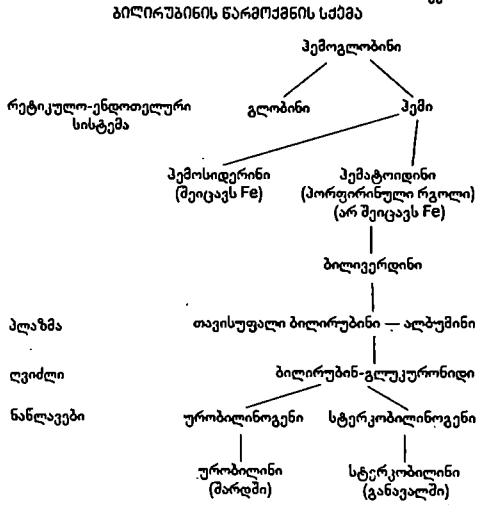 ბილირუბინის წარმოქმნის სქემა
ჰემოგლობინი
რეტიკულო-ენდოთელური
სისტემა
გლობინი
ჰემი
ჰემოსიდერინი
(შეიცავს Fe)
ჰემატოიდინი
(პორფირინული რგოლი)
(არ შეიცავს Fe)
ბილივერდინი
პლაზმა
თავისუფალი ბილირუბინი — ალბუმინი
ღვიძლი
ბილირუბინ-გლუკურონიდი
ნაწლავები
ურობილინოგენი
სტერკობილინოგენი
ურობილინი
(შარდში)
სტერკობილინი
(განავალში)